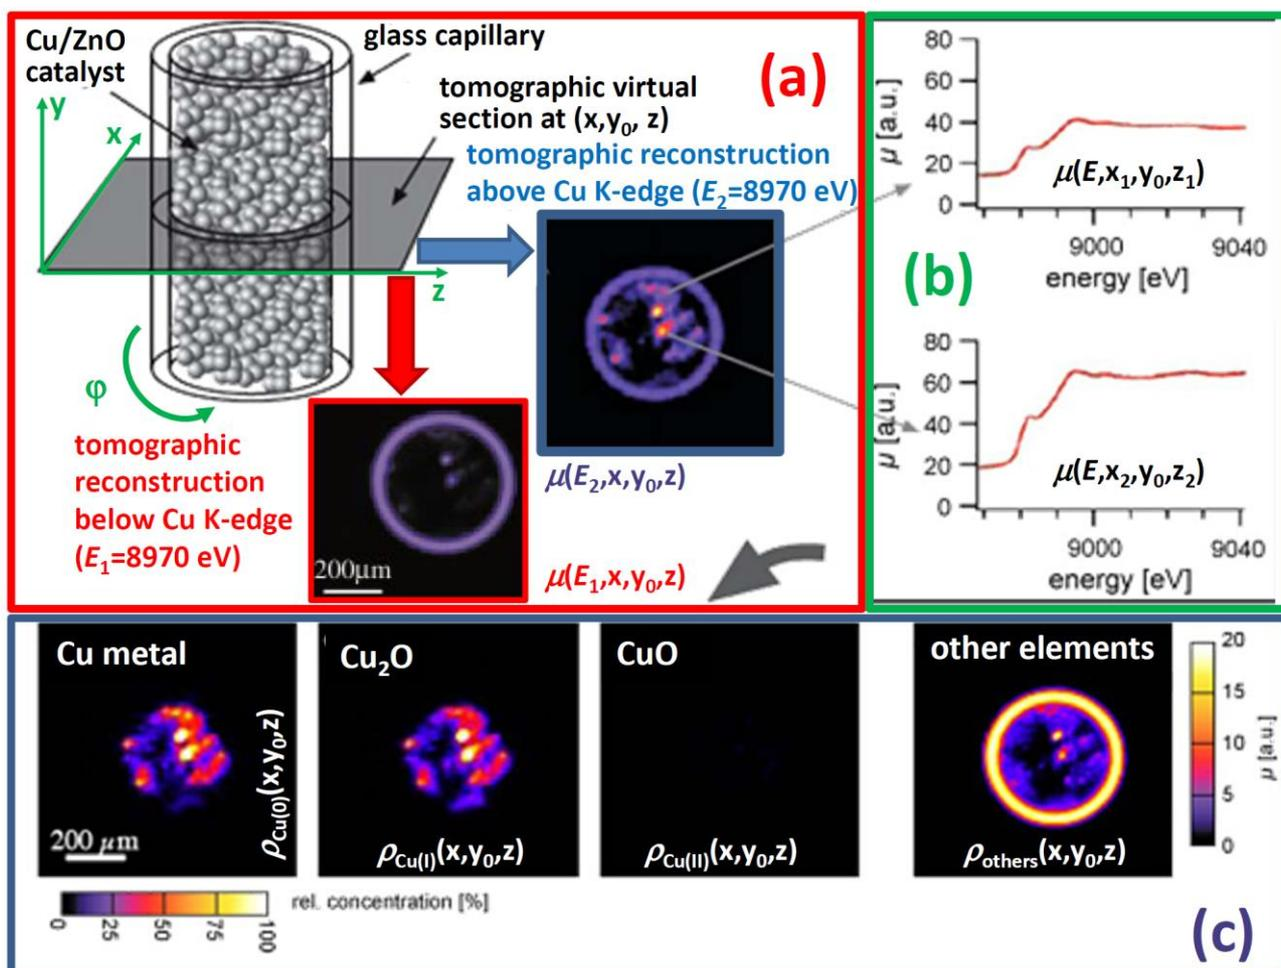 Cu/ZnO
catalyst
glass capillary
(a)
tomographic virtual
section at (x,y₀, z)
y
x
z
φ
tomographic reconstruction
above Cu K-edge (E₂=8970 eV)
μ(E₂,x,y₀,z)
tomographic
reconstruction
below Cu K-edge
(E₁=8970 eV)
200μm
μ(E₁,x,y₀,z)
(b)
80
60
40
20
0
μ [a.u.]
μ(E,x₁,y₀,z₁)
9000 9040
energy [eV]
80
60
40
20
0
μ [a.u.]
μ(E,x₂,y₀,z₂)
9000 9040
energy [eV]
Cu metal
ρCu(0)(x,y₀,z)
200 μm
Cu₂O
ρCu(I)(x,y₀,z)
CuO
ρCu(II)(x,y₀,z)
other elements
ρothers(x,y₀,z)
20
15
10
5
0
μ [a.u.]
0 25 50 75 100
rel. concentration [%]
(c)